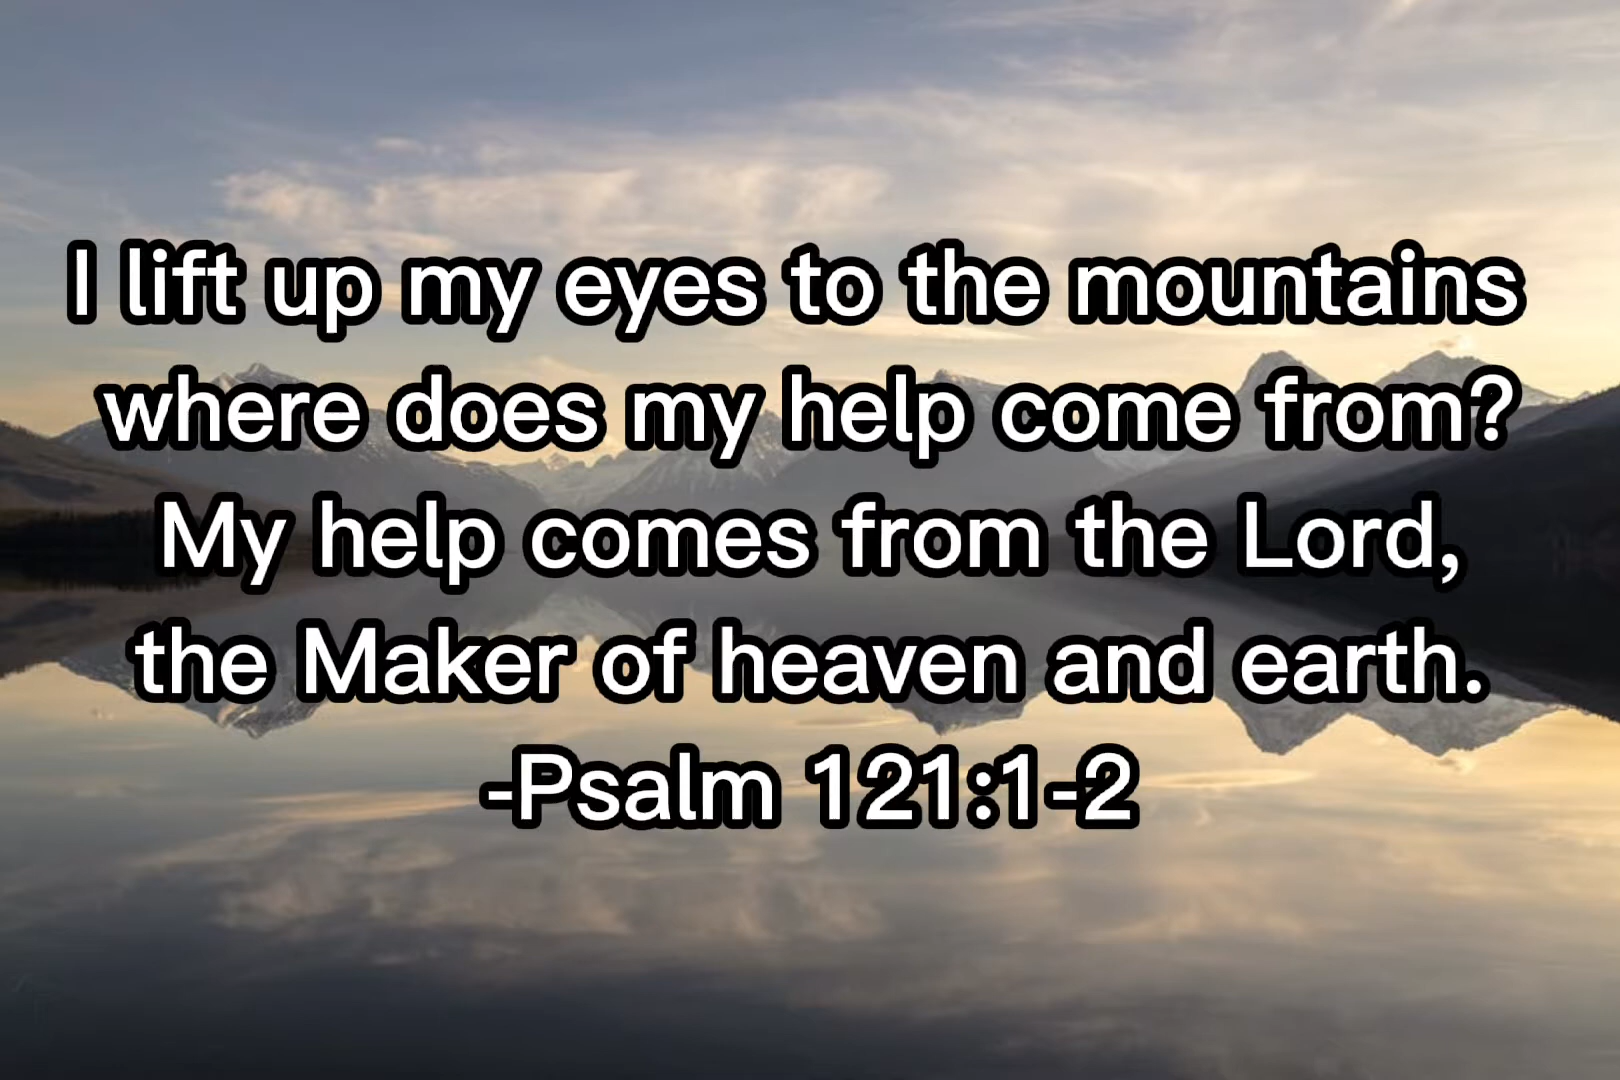 I lift up my eyes to the mountains
where does my help come from?
My help comes from the Lord,
the Maker of heaven and earth.
-Psalm 121:1-2